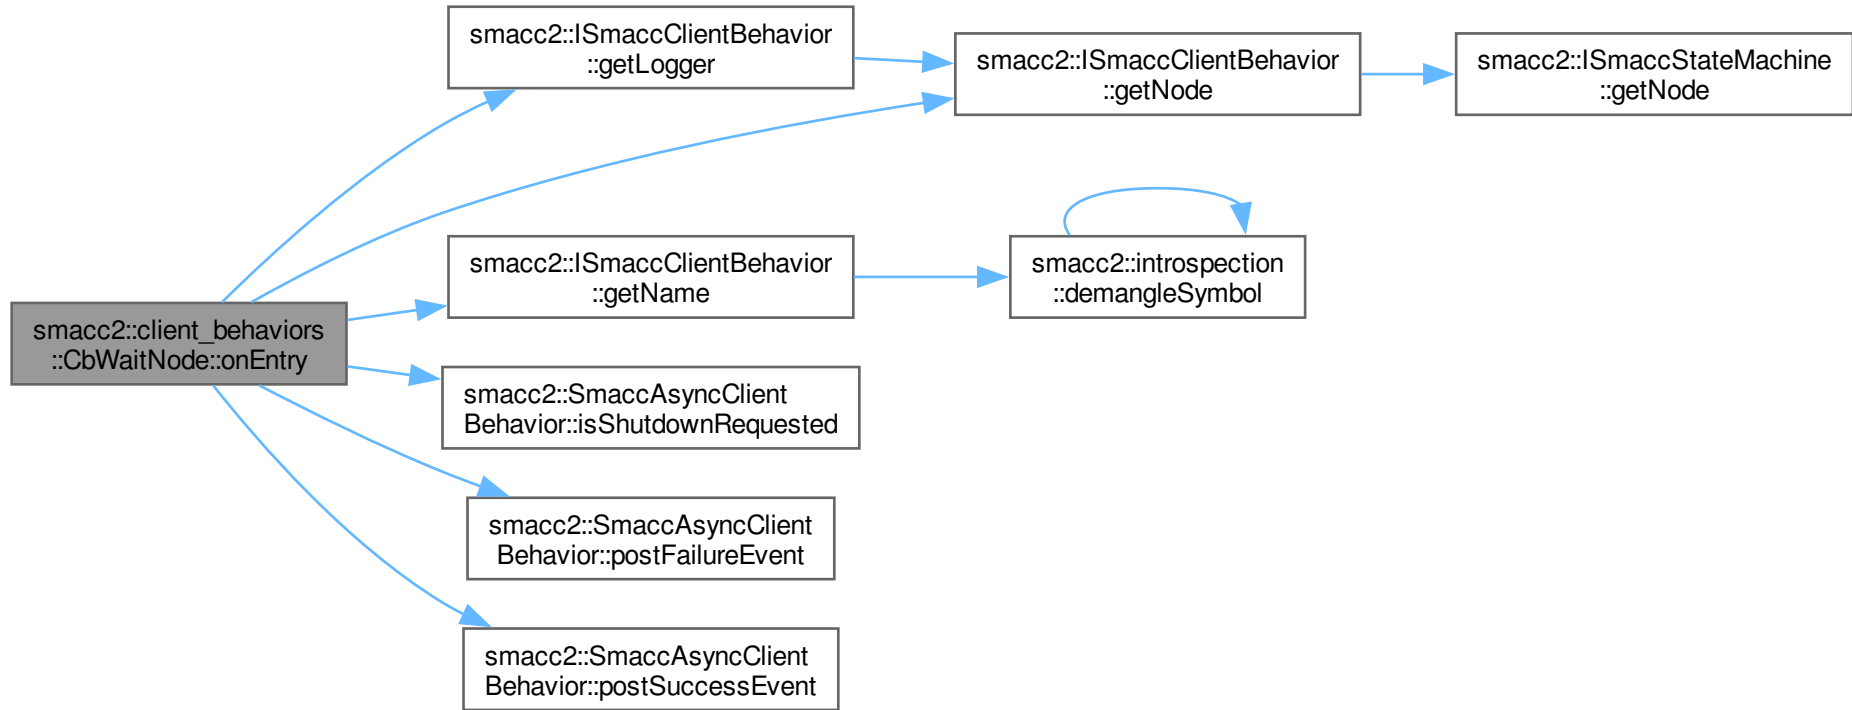 smacc2::ISmaccClientBehavior
::getLogger
smacc2::ISmaccClientBehavior
::getNode
smacc2::ISmaccStateMachine
::getNode
smacc2::ISmaccClientBehavior
::getName
smacc2::introspection
::demangleSymbol
smacc2::client_behaviors
::CbWaitNode::onEntry
smacc2::SmaccAsyncClient
Behavior::isShutdownRequested
smacc2::SmaccAsyncClient
Behavior::postFailureEvent
smacc2::SmaccAsyncClient
Behavior::postSuccessEvent